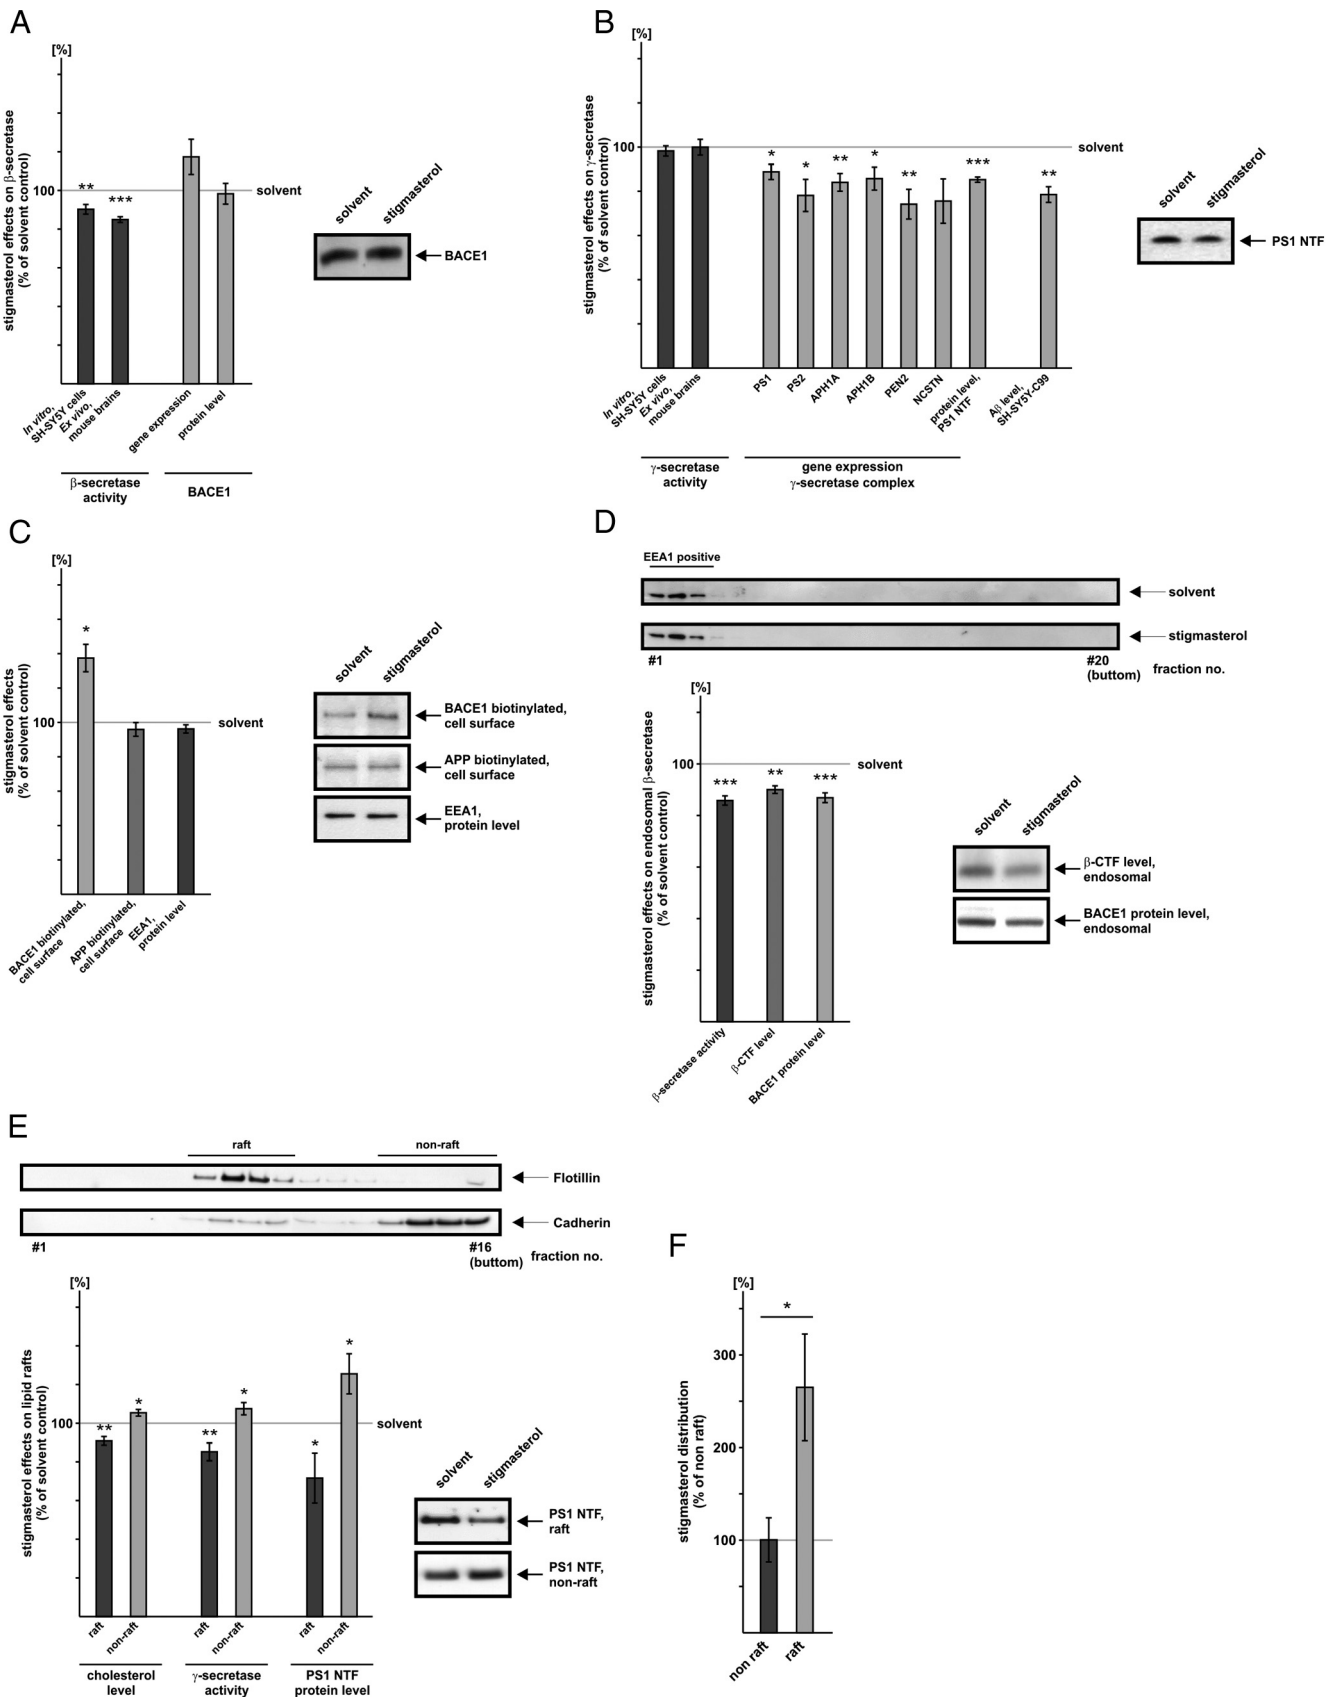 A
[%]
stigmasterol effects on β-secretase
(% of solvent control)
100
**
***
solvent
In vitro,
SH-SY5Y cells
Ex vivo,
mouse brains
gene expression
protein level
β-secretase
activity
BACE1
solvent
stigmasterol
BACE1
B
[%]
stigmasterol effects on γ-secretase
(% of solvent control)
100
*
*
**
*
**
***
**
solvent
In vitro,
SH-SY5Y cells
Ex vivo,
mouse brains
PS1
PS2
APH1A
APH1B
PEN2
NCSTN
protein level,
PS1 NTF
Aβ level,
SH-SY5Y-C99
γ-secretase
activity
gene expression
γ-secretase complex
solvent
stigmasterol
PS1 NTF
C
[%]
stigmasterol effects
(% of solvent control)
100
*
solvent
BACE1 biotinylated,
cell surface
APP biotinylated,
cell surface
EEA1,
protein level
solvent
stigmasterol
BACE1 biotinylated,
cell surface
APP biotinylated,
cell surface
EEA1,
protein level
D
EEA1 positive
solvent
stigmasterol
#1
#20
(buttom)
fraction no.
[%]
stigmasterol effects on endosomal β-secretase
(% of solvent control)
100
solvent
***
**
***
β-secretase activity
β-CTF level
BACE1 protein level
solvent
stigmasterol
β-CTF level,
endosomal
BACE1 protein level,
endosomal
E
raft
non-raft
Flotillin
Cadherin
#1
#16
(buttom)
fraction no.
[%]
stigmasterol effects on lipid rafts
(% of solvent control)
100
**
*
**
*
*
*
solvent
raft
non-raft
raft
non-raft
raft
non-raft
cholesterol
level
γ-secretase
activity
PS1 NTF
protein level
solvent
stigmasterol
PS1 NTF,
raft
PS1 NTF,
non-raft
F
[%]
stigmasterol distribution
(% of non raft)
*
300
200
100
non raft
raft